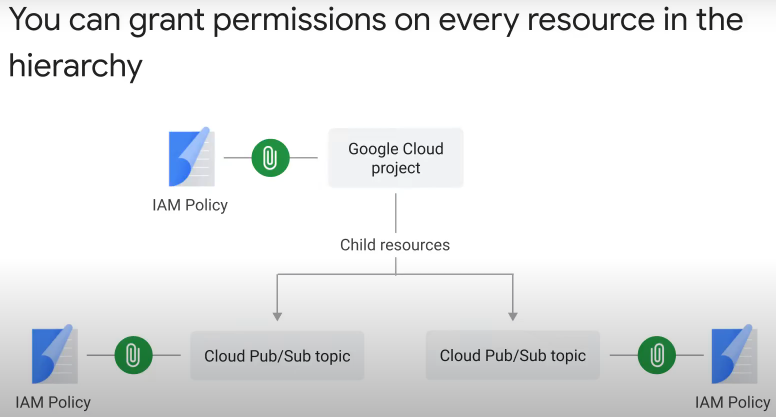 You can grant permissions on every resource in the
hierarchy
Google Cloud
project
IAM Policy
Child resources
Cloud Pub/Sub topic
Cloud Pub/Sub topic
IAM Policy
IAM Policy